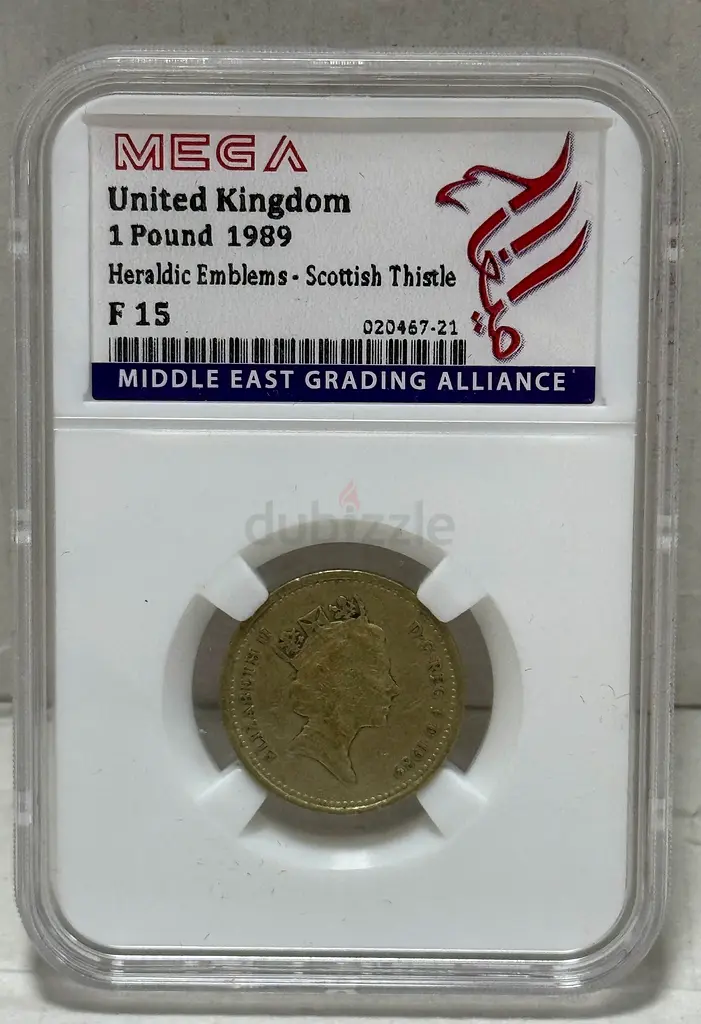 MEGA
United Kingdom
1 Pound 1989
Heraldic Emblems - Scottish Thistle
F 15
020467-21
MIDDLE EAST GRADING ALLIANCE
dubizzle
ELIZABETH II
D·G·REG·F·D·1989